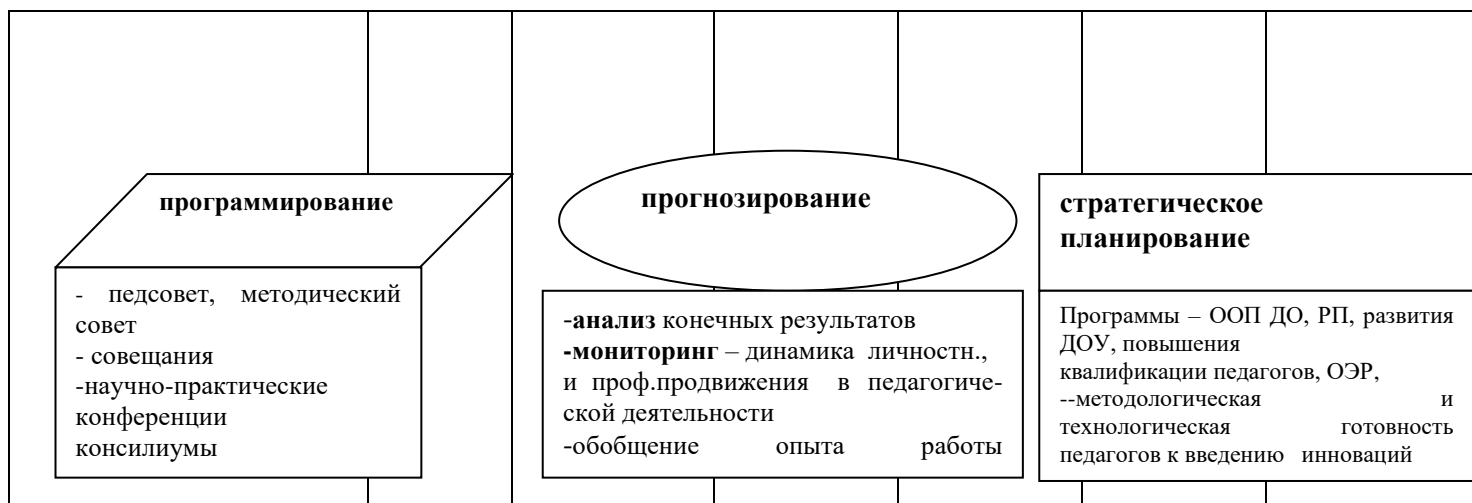 программирование
- педсовет, методический
совет
- совещания
-научно-практические
конференции
консилиумы
прогнозирование
-анализ конечных результатов
-мониторинг – динамика личностн.,
и проф.продвижения в педагогиче-
ской деятельности
-обобщение опыта работы
стратегическое
планирование
Программы – ООП ДО, РП, развития
ДОУ, повышения
квалификации педагогов, ОЭР,
--методологическая и
технологическая готовность
педагогов к введению инноваций